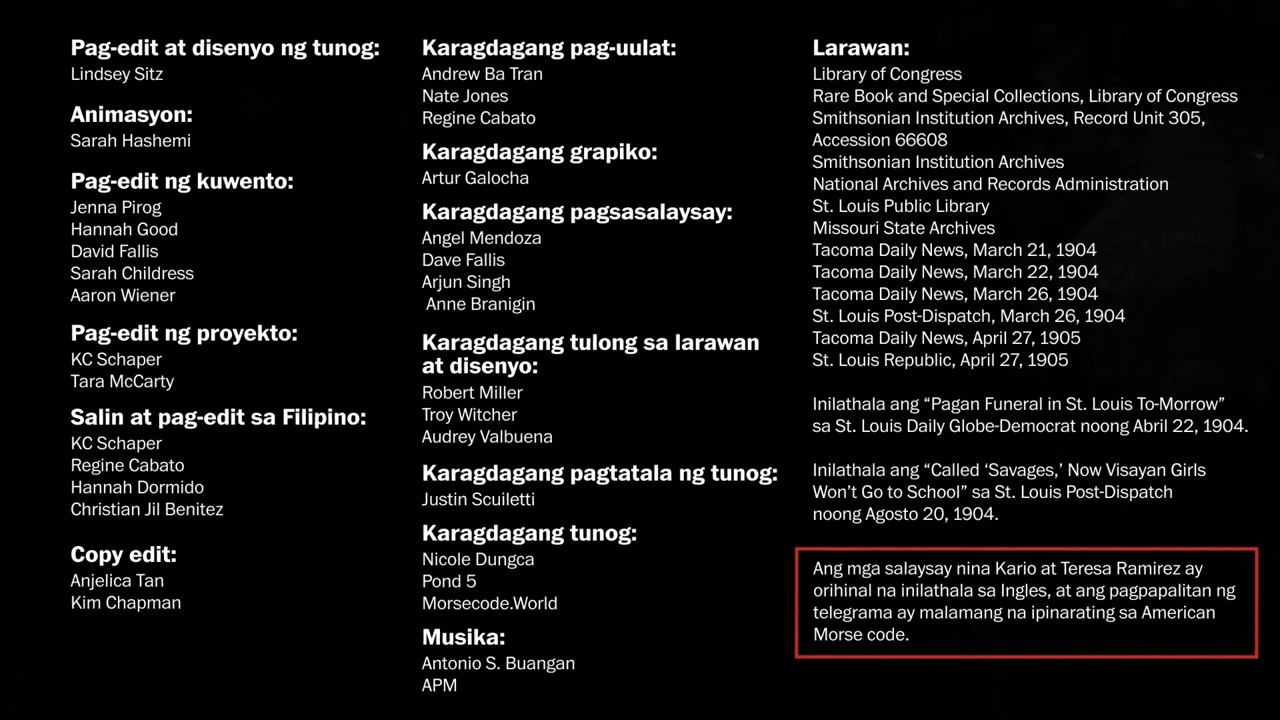 Pag-edit at disenyo ng tunog:
Lindsey Sitz
Animasyon:
Sarah Hashemi
Pag-edit ng kuwento:
Jenna Pirog
Hannah Good
David Fallis
Sarah Childress
Aaron Wiener
Pag-edit ng proyekto:
KC Schaper
Tara McCarty
Salin at pag-edit sa Filipino:
KC Schaper
Regine Cabato
Hannah Dormido
Christian Jil Benitez
Copy edit:
Anjelica Tan
Kim Chapman
Karagdagang pag-uulat:
Andrew Ba Tran
Nate Jones
Regine Cabato
Karagdagang grapiko:
Artur Galocha
Karagdagang pagsasalaysay:
Angel Mendoza
Dave Fallis
Arjun Singh
Anne Branigin
Karagdagang tulong sa larawan
at disenyo:
Robert Miller
Troy Witcher
Audrey Valbuena
Karagdagang pagtatala ng tunog:
Justin Scuiletti
Karagdagang tunog:
Nicole Dungca
Pond 5
Morsecode.World
Musika:
Antonio S. Buangan
APM
Larawan:
Library of Congress
Rare Book and Special Collections, Library of Congress
Smithsonian Institution Archives, Record Unit 305,
Accession 66608
Smithsonian Institution Archives
National Archives and Records Administration
St. Louis Public Library
Missouri State Archives
Tacoma Daily News, March 21, 1904
Tacoma Daily News, March 22, 1904
Tacoma Daily News, March 26, 1904
St. Louis Post-Dispatch, March 26, 1904
Tacoma Daily News, April 27, 1905
St. Louis Republic, April 27, 1905
Inilathala ang “Pagan Funeral in St. Louis To-Morrow”
sa St. Louis Daily Globe-Democrat noong Abril 22, 1904.
Inilathala ang “Called ‘Savages,’ Now Visayan Girls
Won’t Go to School” sa St. Louis Post-Dispatch
noong Agosto 20, 1904.
Ang mga salaysay nina Kario at Teresa Ramirez ay
orihinal na inilathala sa Ingles, at ang pagpapalitan ng
telegrama ay malamang na ipinarating sa American
Morse code.